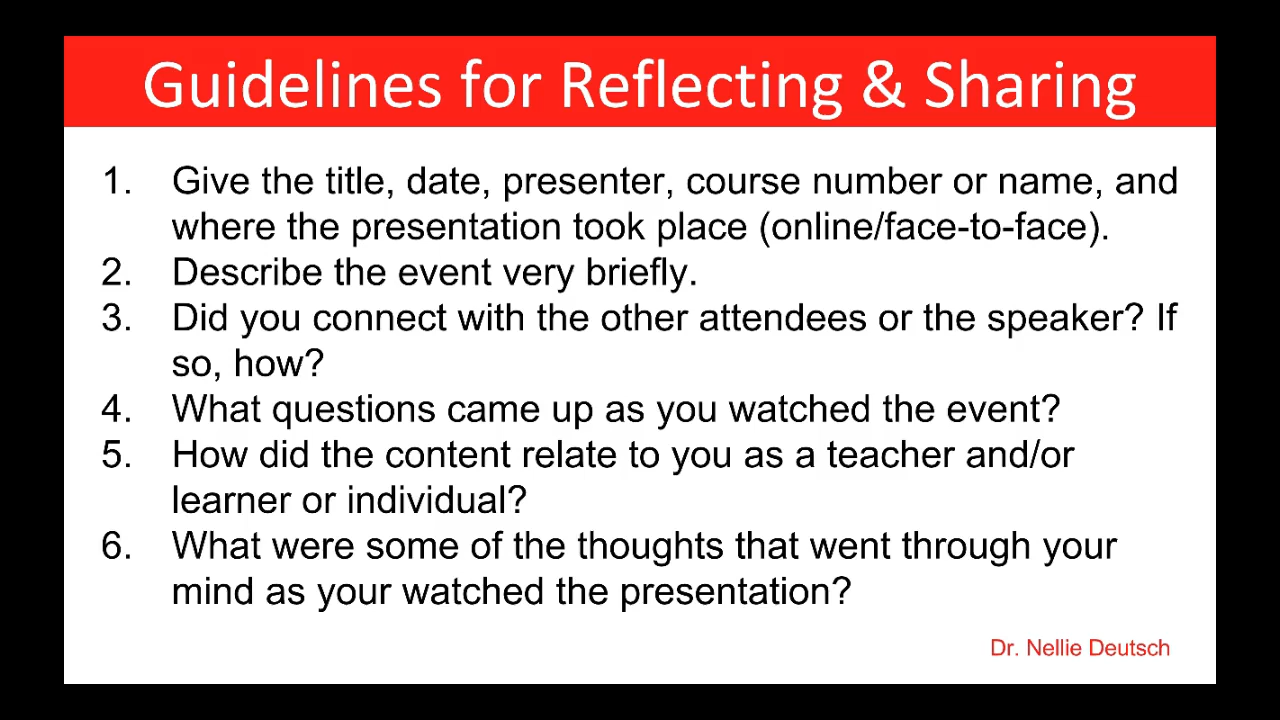 Guidelines for Reflecting & Sharing
1. Give the title, date, presenter, course number or name, and
where the presentation took place (online/face-to-face).
2. Describe the event very briefly.
3. Did you connect with the other attendees or the speaker? If
so, how?
4. What questions came up as you watched the event?
5. How did the content relate to you as a teacher and/or
learner or individual?
6. What were some of the thoughts that went through your
mind as your watched the presentation?
Dr. Nellie Deutsch